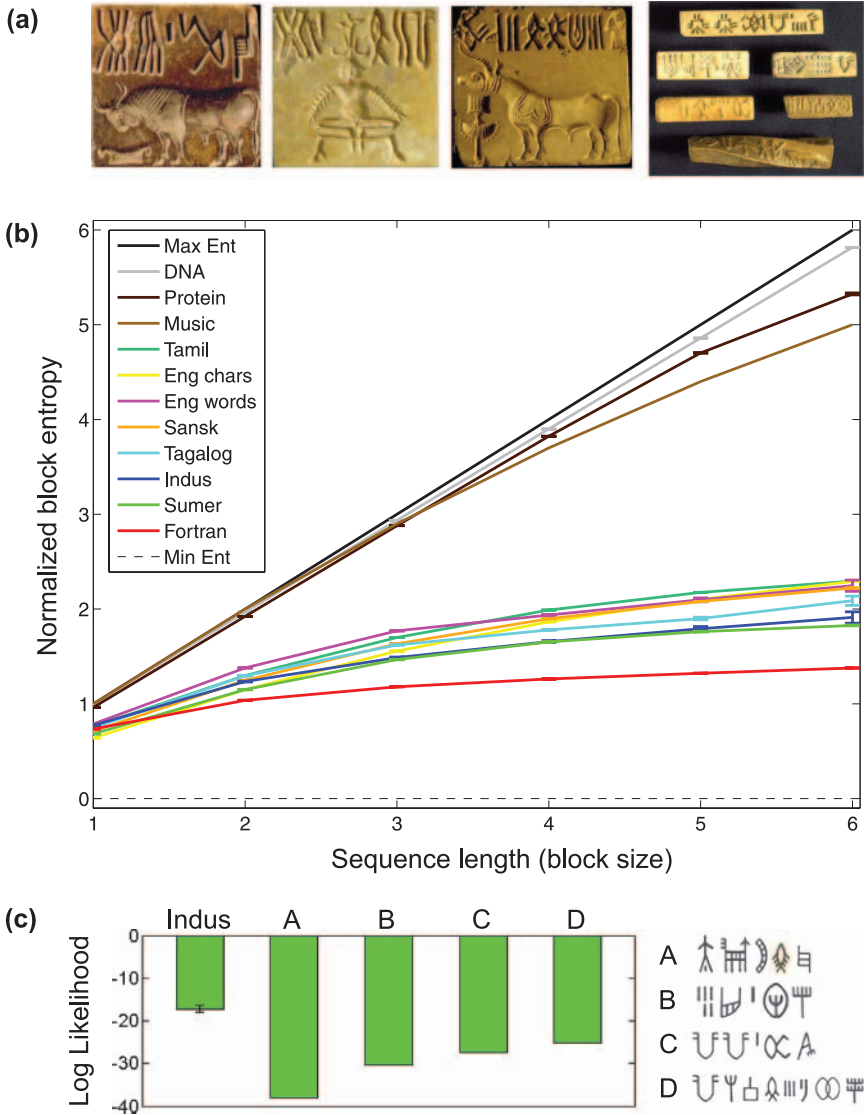 (a)
(b)
6
5
4
3
2
1
0
Normalized block entropy
Max Ent
DNA
Protein
Music
Tamil
Eng chars
Eng words
Sansk
Tagalog
Indus
Sumer
Fortran
Min Ent
1 2 3 4 5 6
Sequence length (block size)
(c)
Indus A B C D
0
-10
-20
-30
-40
Log Likelihood
A
B
C
D